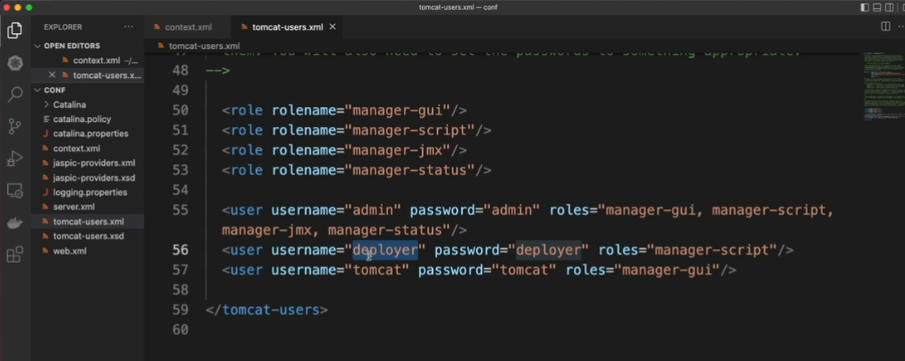 tomcat-users.xml — conf
EXPLORER
OPEN EDITORS
context.xml ~/...
tomcat-users.x...
CONF
Catalina
catalina.policy
catalina.properties
context.xml
jaspic-providers.xml
jaspic-providers.xsd
logging.properties
server.xml
tomcat-users.xml
tomcat-users.xsd
web.xml
context.xml
tomcat-users.xml
tomcat-users.xml
47 them. You will also need to set the passwords to something appropriate.
48 -->
49
50 <role rolename="manager-gui"/>
51 <role rolename="manager-script"/>
52 <role rolename="manager-jmx"/>
53 <role rolename="manager-status"/>
54
55 <user username="admin" password="admin" roles="manager-gui, manager-script,
manager-jmx, manager-status"/>
56 <user username="deployer" password="deployer" roles="manager-script"/>
57 <user username="tomcat" password="tomcat" roles="manager-gui"/>
58
59 </tomcat-users>
60